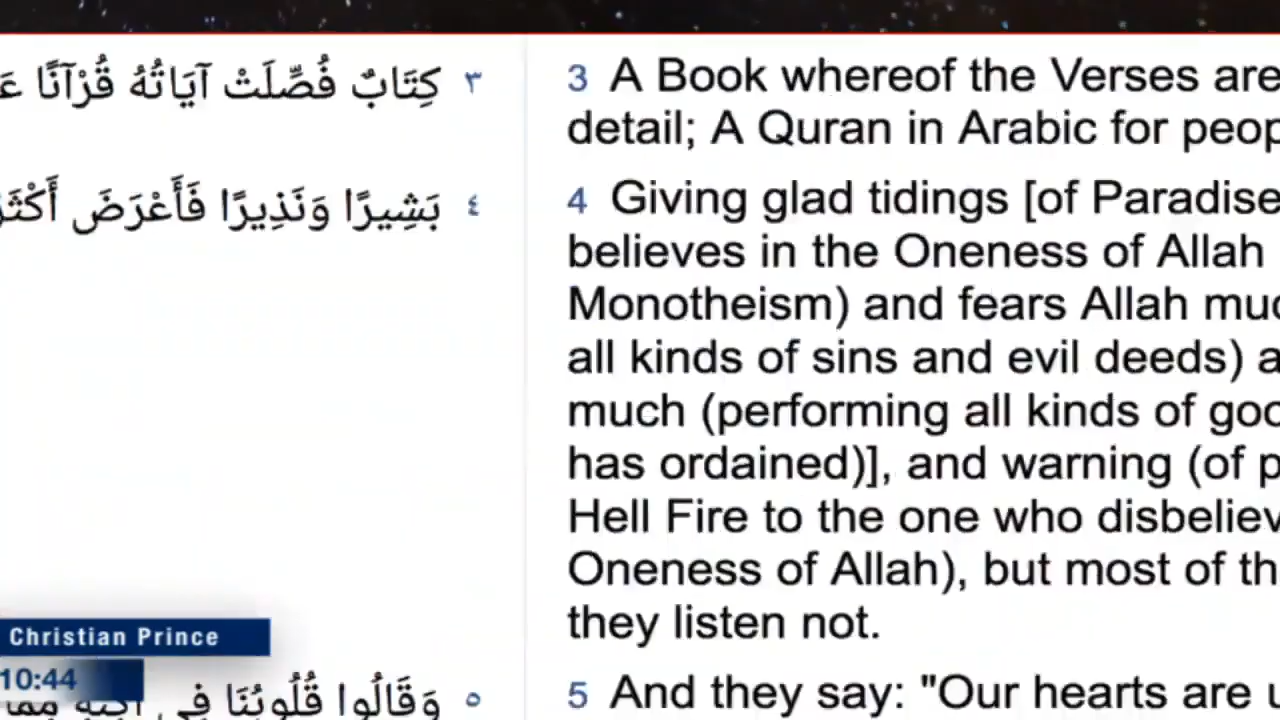 ٣ كِتَابٌ فُصِّلَتْ آيَاتُهُ قُرْآنًا
3 A Book whereof the Verses are
detail; A Quran in Arabic for
٤ بَشِيرًا وَنَذِيرًا فَأَعْرَضَ
4 Giving glad tidings [of Paradise
believes in the Oneness of Allah
Monotheism) and fears Allah
all kinds of sins and evil deeds)
much (performing all kinds of
has ordained)], and warning (of
Hell Fire to the one who
Oneness of Allah), but most of
they listen not.
Christian Prince
10:44
٥ وَقَالُوا قُلُوبُنَا فِي
5 And they say: "Our hearts are